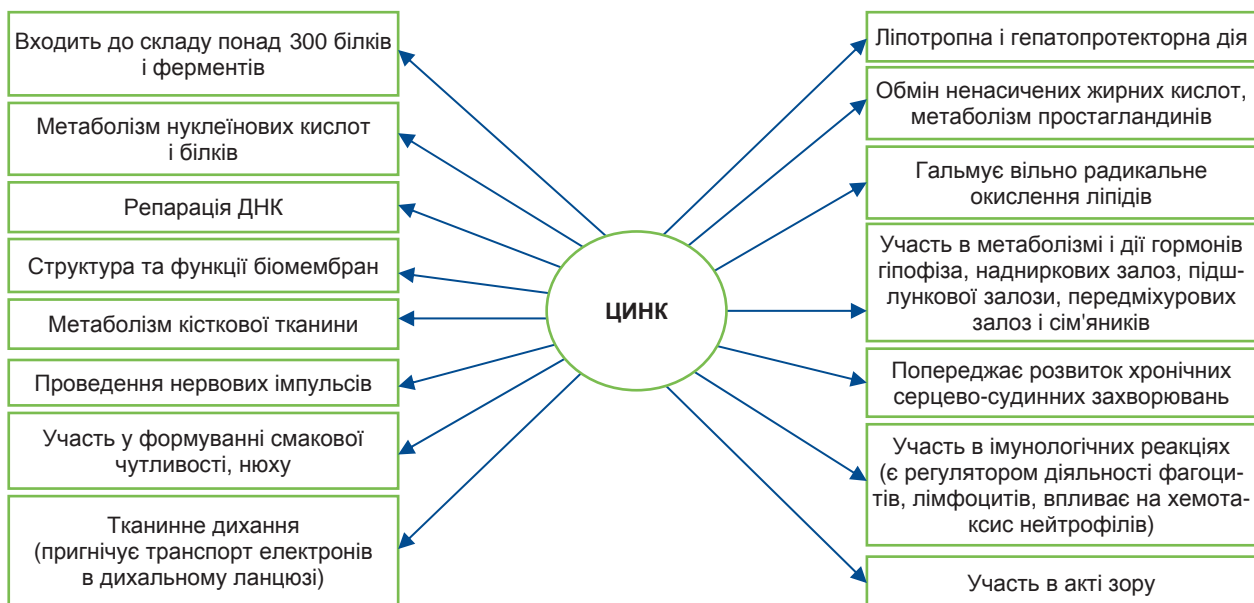 Входить до складу понад 300 білків
і ферментів
Метаболізм нуклеїнових кислот
і білків
Репарація ДНК
Структура та функції біомембран
Метаболізм кісткової тканини
Проведення нервових імпульсів
Участь у формуванні смакової
чутливості, нюху
Тканинне дихання
(пригнічує транспорт електронів
в дихальному ланцюзі)
ЦИНК
Ліпотропна і гепатопротекторна дія
Обмін ненасичених жирних кислот,
метаболізм простагландинів
Гальмує вільно радикальне
окислення ліпідів
Участь в метаболізмі і дії гормонів
гіпофіза, надниркових залоз, підш-
лункової залози, передміхурових
залоз і сім'яників
Попереджає розвиток хронічних
серцево-судинних захворювань
Участь в імунологічних реакціях
(є регулятором діяльності фагоци-
тів, лімфоцитів, впливає на хемота-
ксис нейтрофілів)
Участь в акті зору